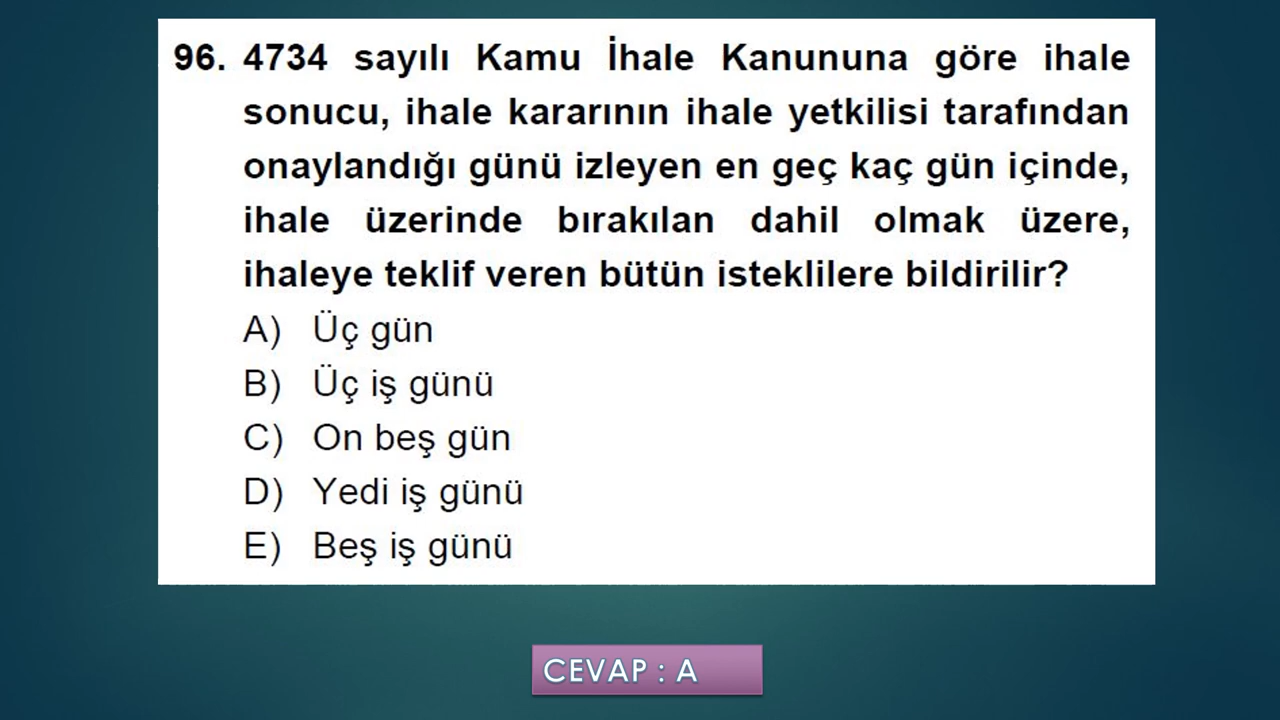 96. 4734 sayılı Kamu İhale Kanununa göre ihale
sonucu, ihale kararının ihale yetkilisi tarafından
onaylandığı günü izleyen en geç kaç gün içinde,
ihale üzerinde bırakılan dahil olmak üzere,
ihaleye teklif veren bütün isteklilere bildirilir?
A) Üç gün
B) Üç iş günü
C) On beş gün
D) Yedi iş günü
E) Beş iş günü
CEVAP : A